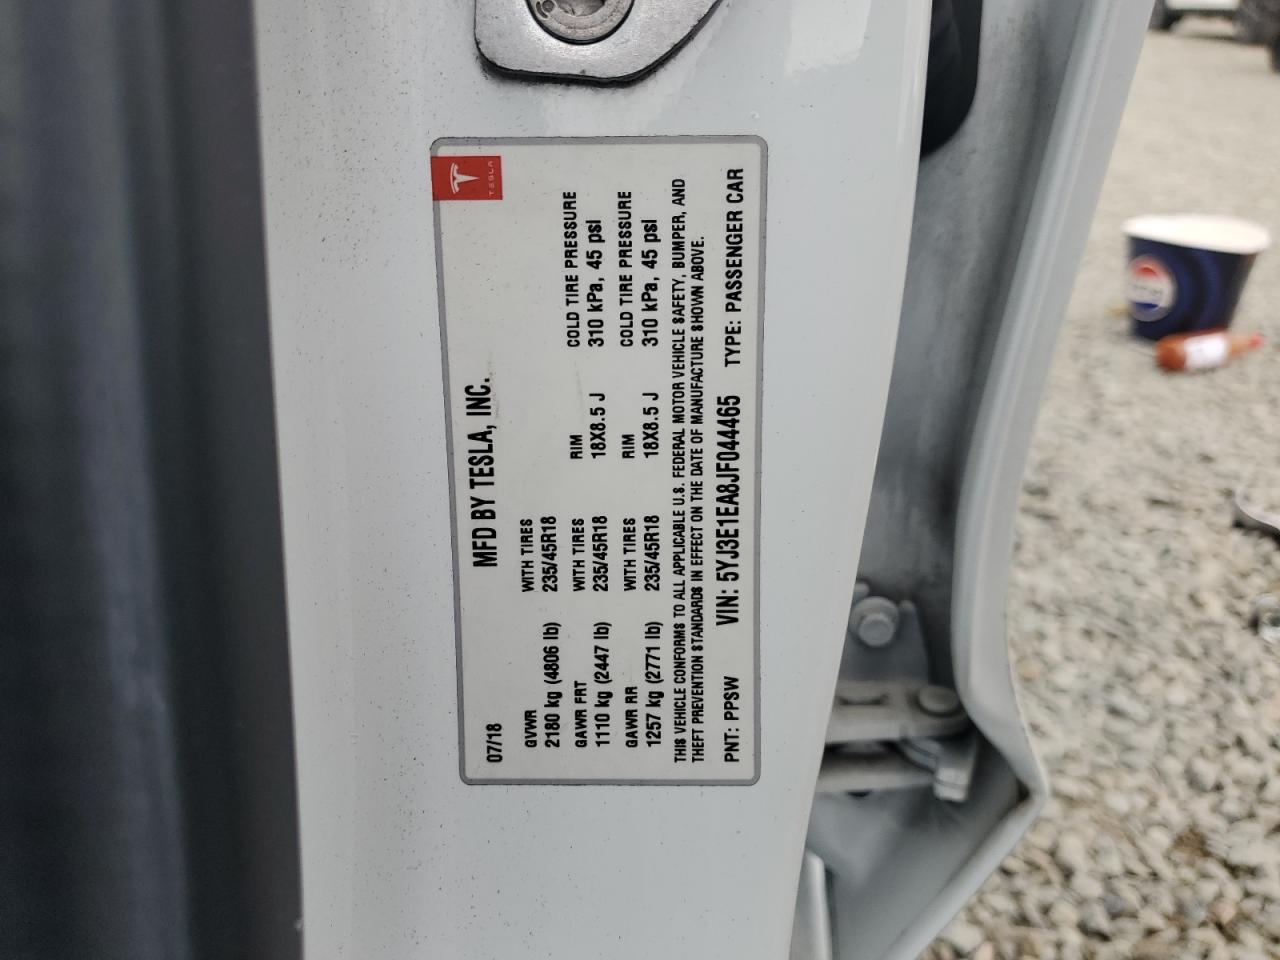 TESLA
MFD BY TESLA, INC.
07/18
GVWR WITH TIRES
2180 kg (4806 lb) 235/45R18
GAWR FRT WITH TIRES RIM COLD TIRE PRESSURE
1110 kg (2447 lb) 235/45R18 18X8.5 J 310 kPa, 45 psi
GAWR RR WITH TIRES RIM COLD TIRE PRESSURE
1257 kg (2771 lb) 235/45R18 18X8.5 J 310 kPa, 45 psi
THIS VEHICLE CONFORMS TO ALL APPLICABLE U.S. FEDERAL MOTOR VEHICLE SAFETY, BUMPER, AND
THEFT PREVENTION STANDARDS IN EFFECT ON THE DATE OF MANUFACTURE SHOWN ABOVE.
PNT: PPSW VIN: 5YJ3E1EA8JF044465 TYPE: PASSENGER CAR